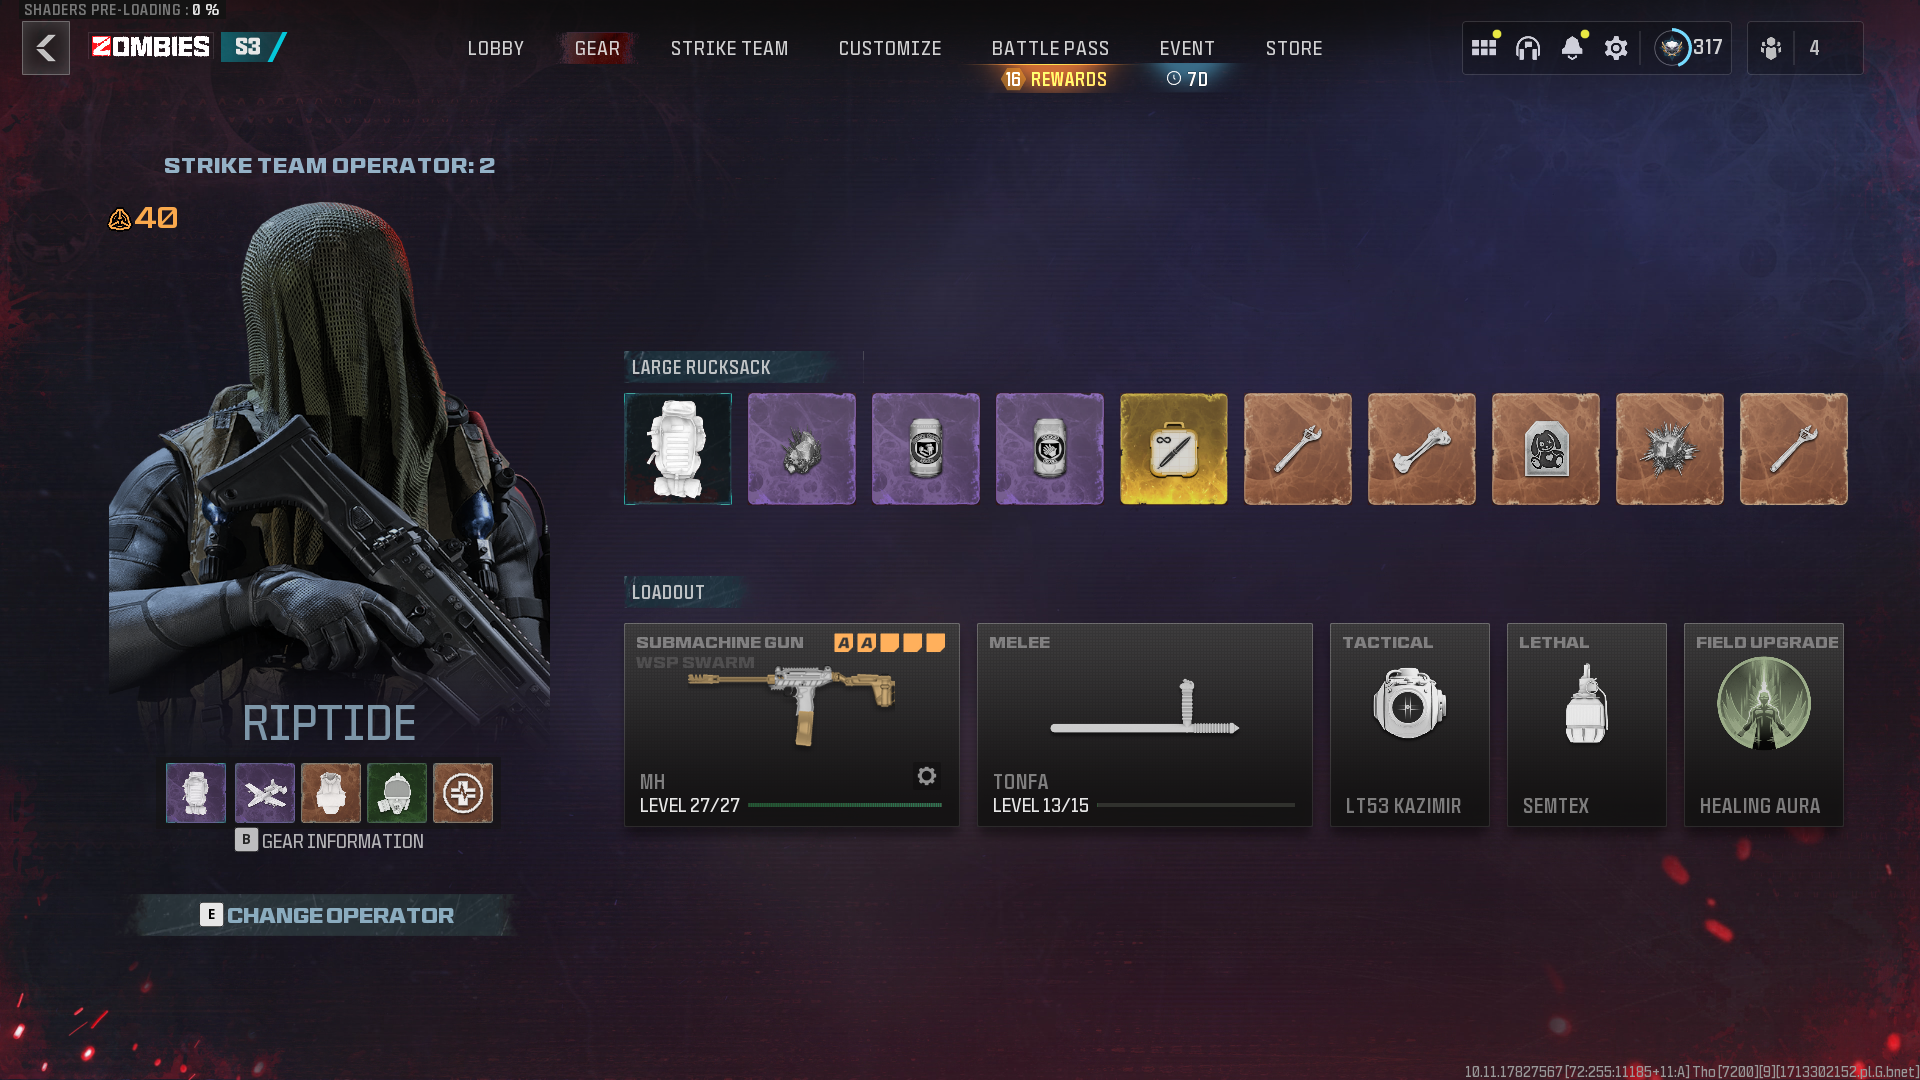 SHADERS PRE-LOADING : 0 %
ZOMBIES S3
LOBBY GEAR STRIKE TEAM CUSTOMIZE BATTLE PASS EVENT STORE 317 4
16 REWARDS 7D
STRIKE TEAM OPERATOR: 2
40
LARGE RUCKSACK
LOADOUT
SUBMACHINE GUN A A
WSP SWARM
MH
LEVEL 27/27
MELEE
TONFA
LEVEL 13/15
TACTICAL
LT53 KAZIMIR
LETHAL
SEMTEX
FIELD UPGRADE
HEALING AURA
RIPTIDE
B GEAR INFORMATION
E CHANGE OPERATOR
10.11.17827567 [72:255:11185+11:A] Tho [7200][9][1713302152.pl.G.bnet]